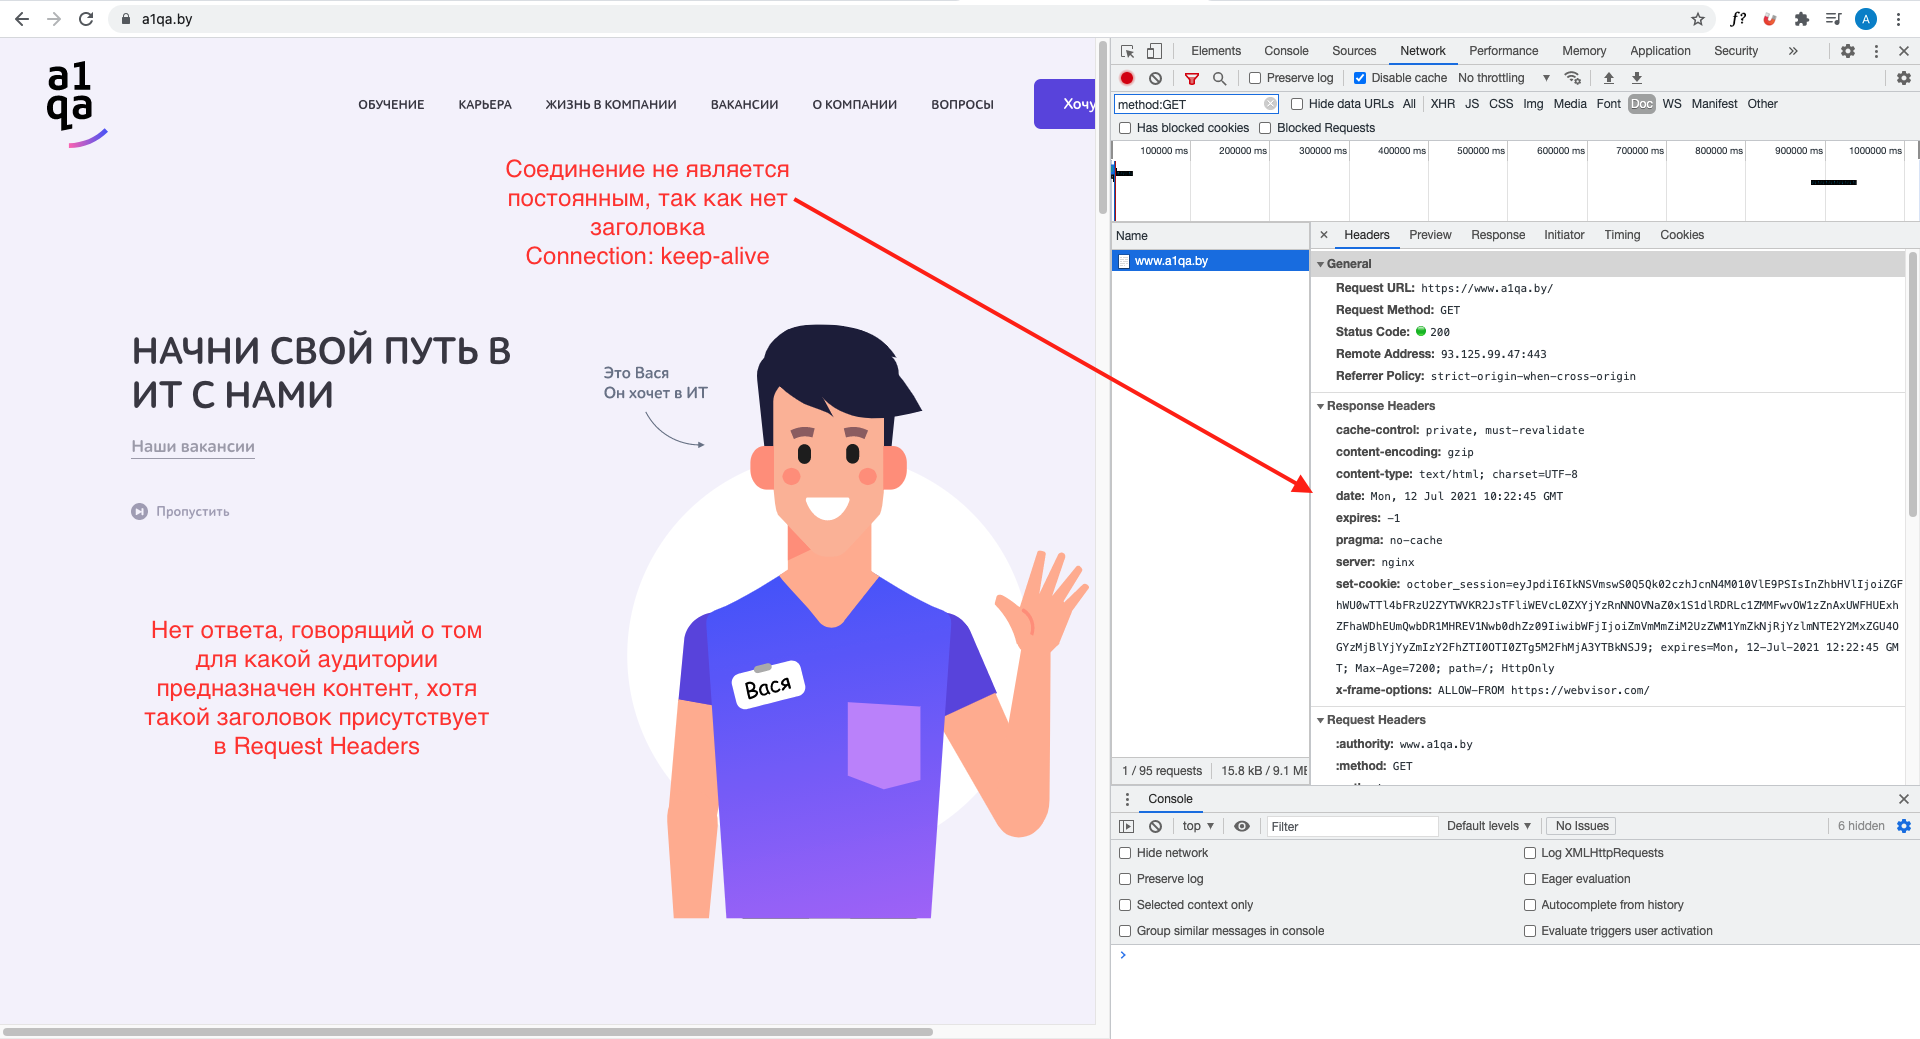 a1qa.by
f?
A
a1
qa
ОБУЧЕНИЕ
КАРЬЕРА
ЖИЗНЬ В КОМПАНИИ
ВАКАНСИИ
О КОМПАНИИ
ВОПРОСЫ
Хочу
Соединение не является
постоянным, так как нет
заголовка
Connection: keep-alive
НАЧНИ СВОЙ ПУТЬ В
ИТ С НАМИ
Наши вакансии
Пропустить
Это Вася
Он хочет в ИТ
Вася
Нет ответа, говорящий о том
для какой аудитории
предназначен контент, хотя
такой заголовок присутствует
в Request Headers
Elements
Console
Sources
Network
Performance
Memory
Application
Security
»
Preserve log
Disable cache
No throttling
method:GET
Hide data URLs
All
XHR
JS
CSS
Img
Media
Font
Doc
WS
Manifest
Other
Has blocked cookies
Blocked Requests
100000 ms
200000 ms
300000 ms
400000 ms
500000 ms
600000 ms
700000 ms
800000 ms
900000 ms
1000000 ms
Name
www.a1qa.by
1 / 95 requests
15.8 kB / 9.1 ME
Headers
Preview
Response
Initiator
Timing
Cookies
General
Request URL: https://www.a1qa.by/
Request Method: GET
Status Code: 200
Remote Address: 93.125.99.47:443
Referrer Policy: strict-origin-when-cross-origin
Response Headers
cache-control: private, must-revalidate
content-encoding: gzip
content-type: text/html; charset=UTF-8
date: Mon, 12 Jul 2021 10:22:45 GMT
expires: -1
pragma: no-cache
server: nginx
set-cookie: october_session=eyJpdiI6IkNSVmswS0Q5Qk02czhJcnN4M010VlE9PSIsInZhbHVlIjoiZGF
hWU0wTTl4bFRzU2ZYTWVKR2JsTFliWEVcL0ZXYjYzRnNNOVNaZ0x1S1dlRDRLc1ZMMFwvOW1zZnAxUWFHUExh
ZFhaWDhEUmQwbDR1MHREV1Nwb0dhZz09IiwibWFjIjoiZmVmMmZiM2UzZWM1YmZkNjRjYzlmNTE2Y2MxZGU4O
GYzMjBlYjYyZmIzY2FhZTI0OTI0ZTg5M2FhMjA3YTBkNSJ9; expires=Mon, 12-Jul-2021 12:22:45 GM
T; Max-Age=7200; path=/; HttpOnly
x-frame-options: ALLOW-FROM https://webvisor.com/
Request Headers
:authority: www.a1qa.by
:method: GET
Console
top
Filter
Default levels
No Issues
6 hidden
Hide network
Log XMLHttpRequests
Preserve log
Eager evaluation
Selected context only
Autocomplete from history
Group similar messages in console
Evaluate triggers user activation